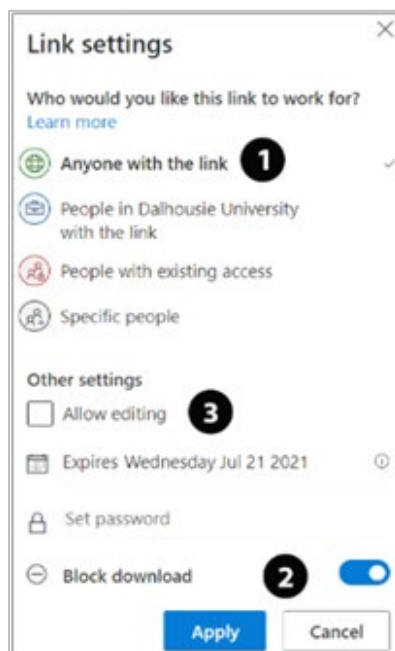 Link settings
Who would you like this link to work for?
Learn more
Anyone with the link 1
People in Dalhousie University
with the link
People with existing access
Specific people
Other settings
Allow editing 3
Expires Wednesday Jul 21 2021
Set password
Block download 2
Apply Cancel